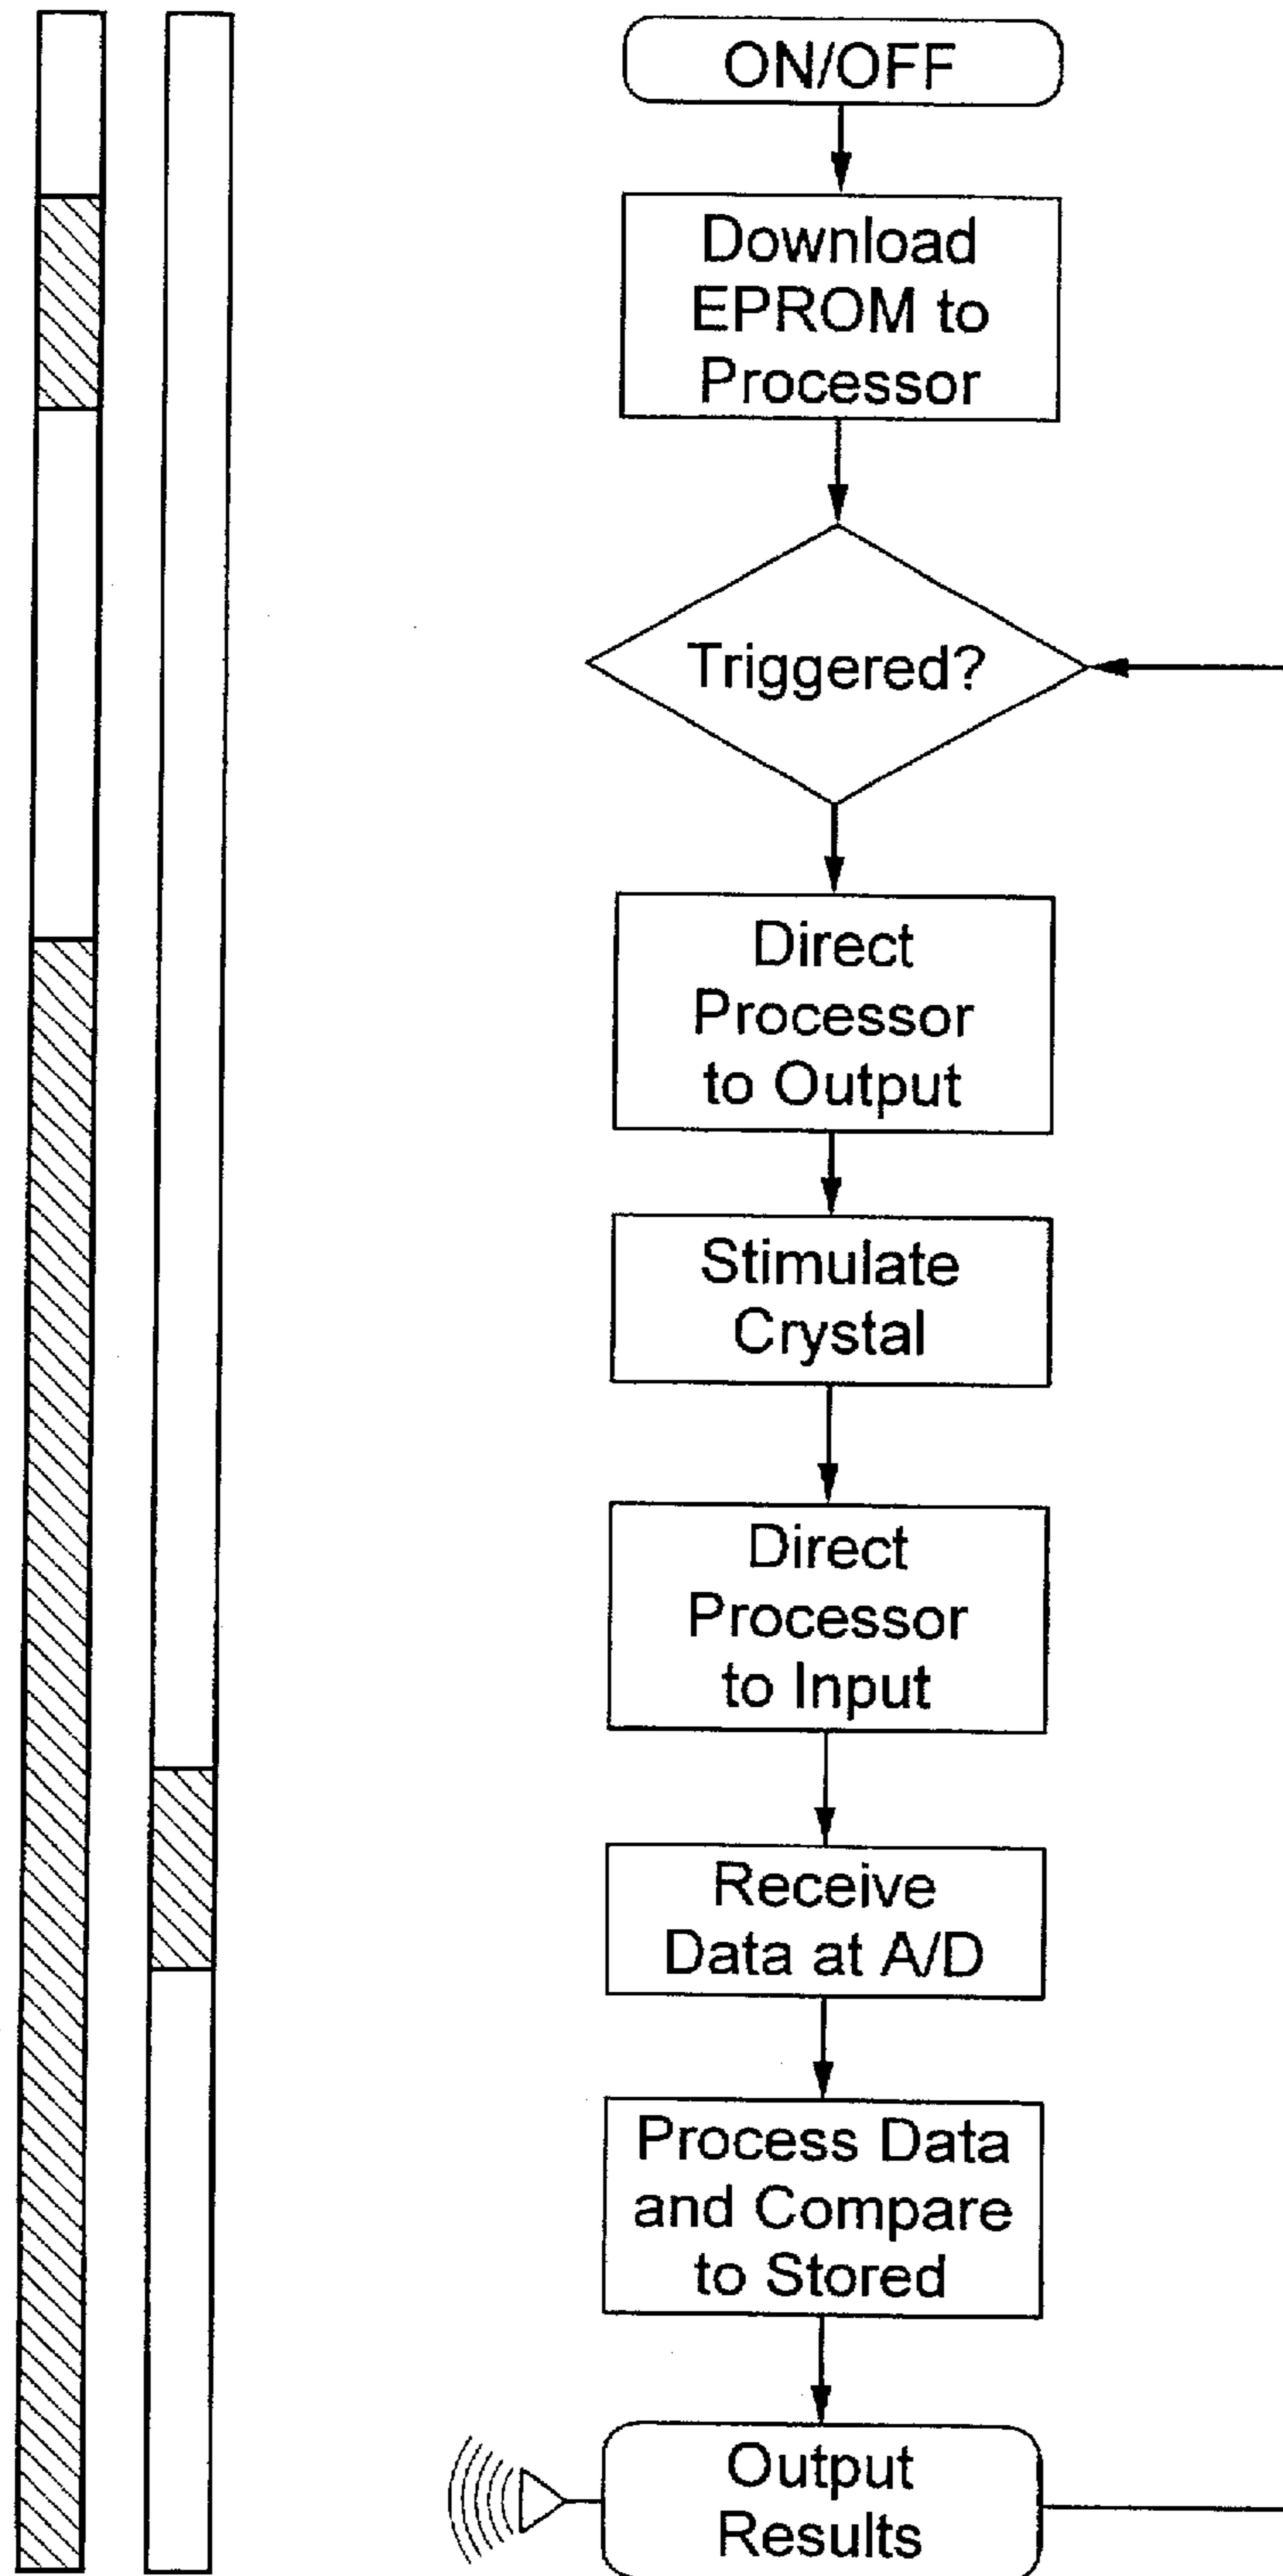 ON/OFF
Download
EPROM to
Processor
Triggered?
Direct
Processor
to Output
Stimulate
Crystal
Direct
Processor
to Input
Receive
Data at A/D
Process Data
and Compare
to Stored
Output
Results